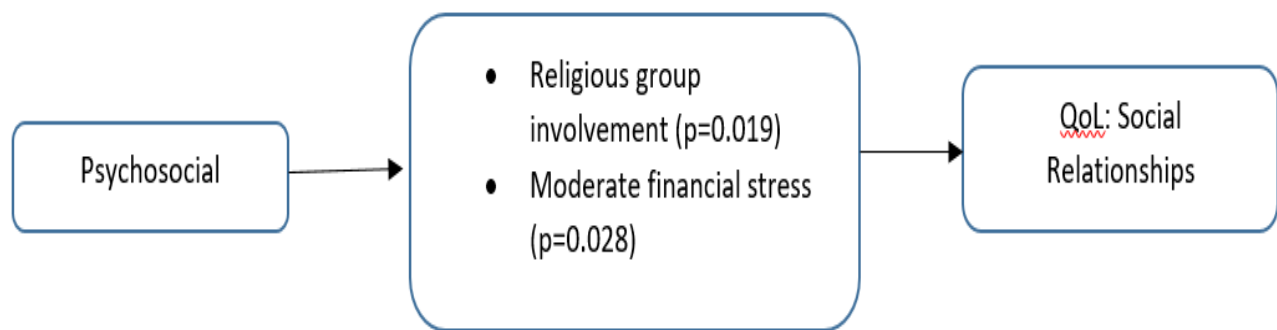 Psychosocial
• Religious group
involvement (p=0.019)
• Moderate financial stress
(p=0.028)
QoL: Social
Relationships